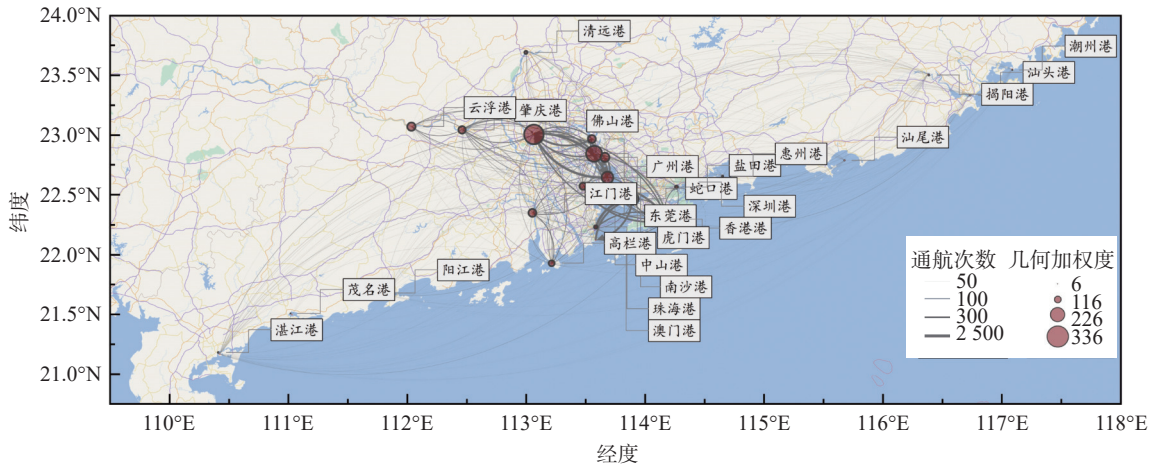 24.0°N
23.5°N
23.0°N
22.5°N
22.0°N
21.5°N
21.0°N
纬度
清远港
潮州港
汕头港
揭阳港
云浮港
肇庆港
佛山港
汕尾港
惠州港
盐田港
广州港
蛇口港
江门港
深圳港
东莞港
香港港
虎门港
高栏港
中山港
阳江港
南沙港
茂名港
珠海港
湛江港
澳门港
通航次数 几何加权度
50 6
100 116
300 226
2 500 336
110°E 111°E 112°E 113°E 114°E 115°E 116°E 117°E 118°E
经度